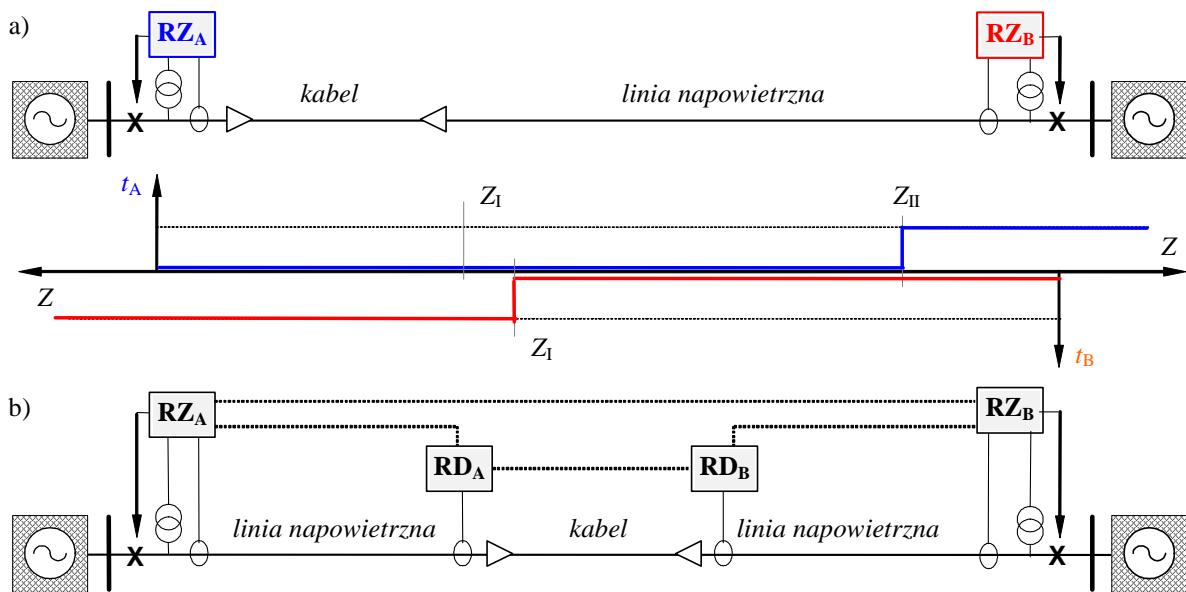 a)
RZA
RZB
kabel
linia napowietrzna
X
X
tA
ZI
ZII
Z
Z
ZI
tB
b)
RZA
RZB
RDA
RDB
linia napowietrzna
kabel
linia napowietrzna
X
X